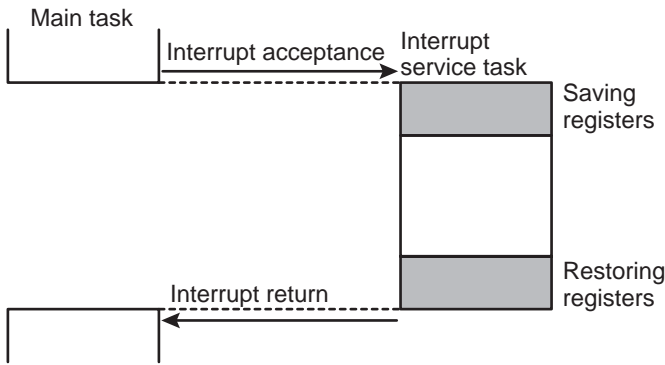 Main task
Interrupt acceptance
Interrupt
service task
Saving
registers
Restoring
registers
Interrupt return